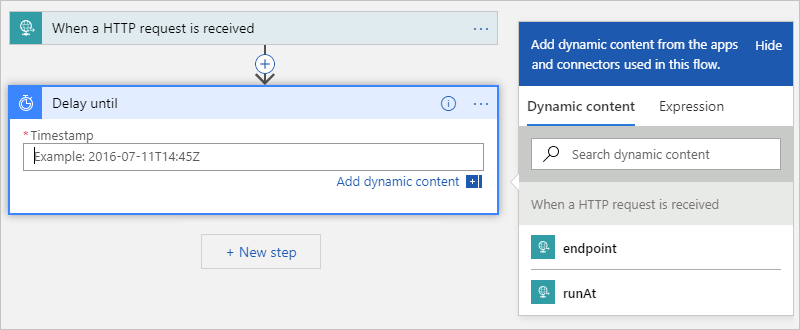 When a HTTP request is received
Delay until
* Timestamp
Example: 2016-07-11T14:45Z
Add dynamic content
+ New step
Add dynamic content from the apps
and connectors used in this flow.
Hide
Dynamic content
Expression
Search dynamic content
When a HTTP request is received
endpoint
runAt